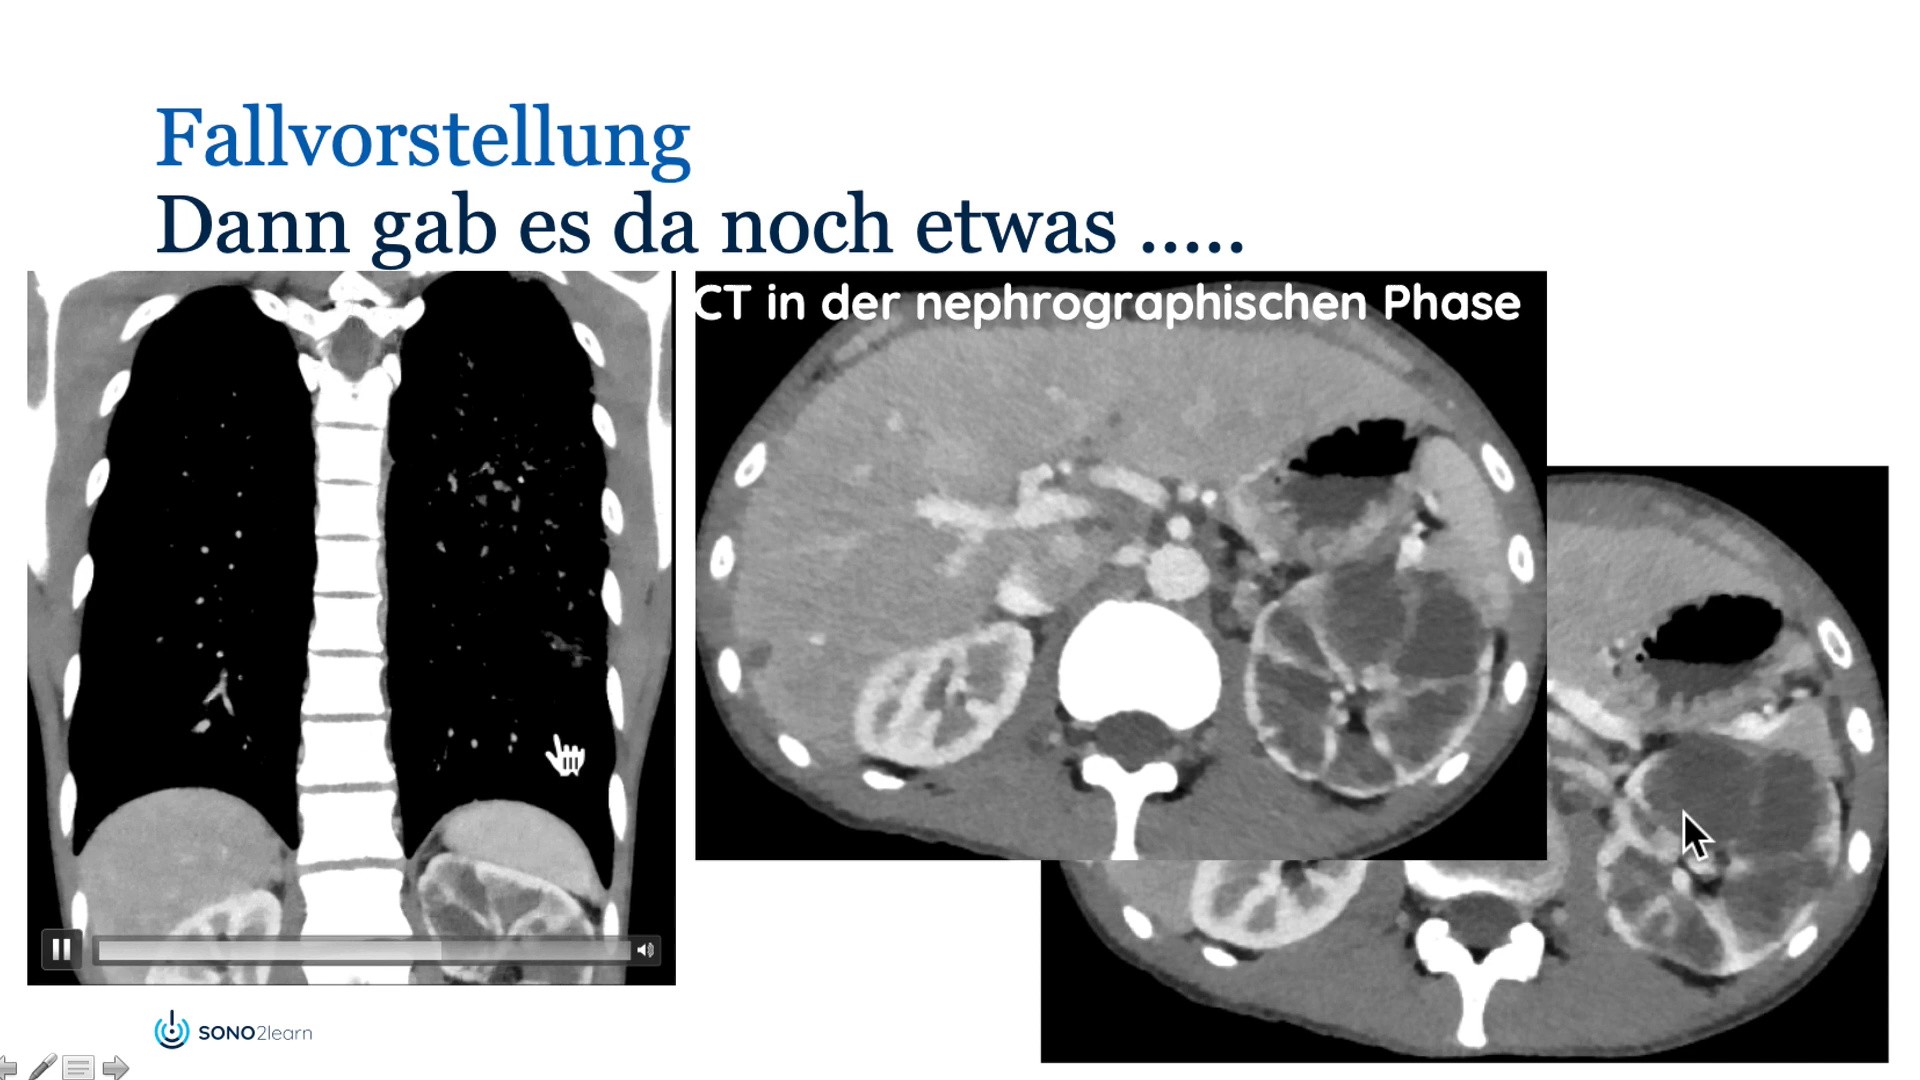 Fallvorstellung
Dann gab es da noch etwas .....
CT in der nephrographischen Phase
SONO2learn